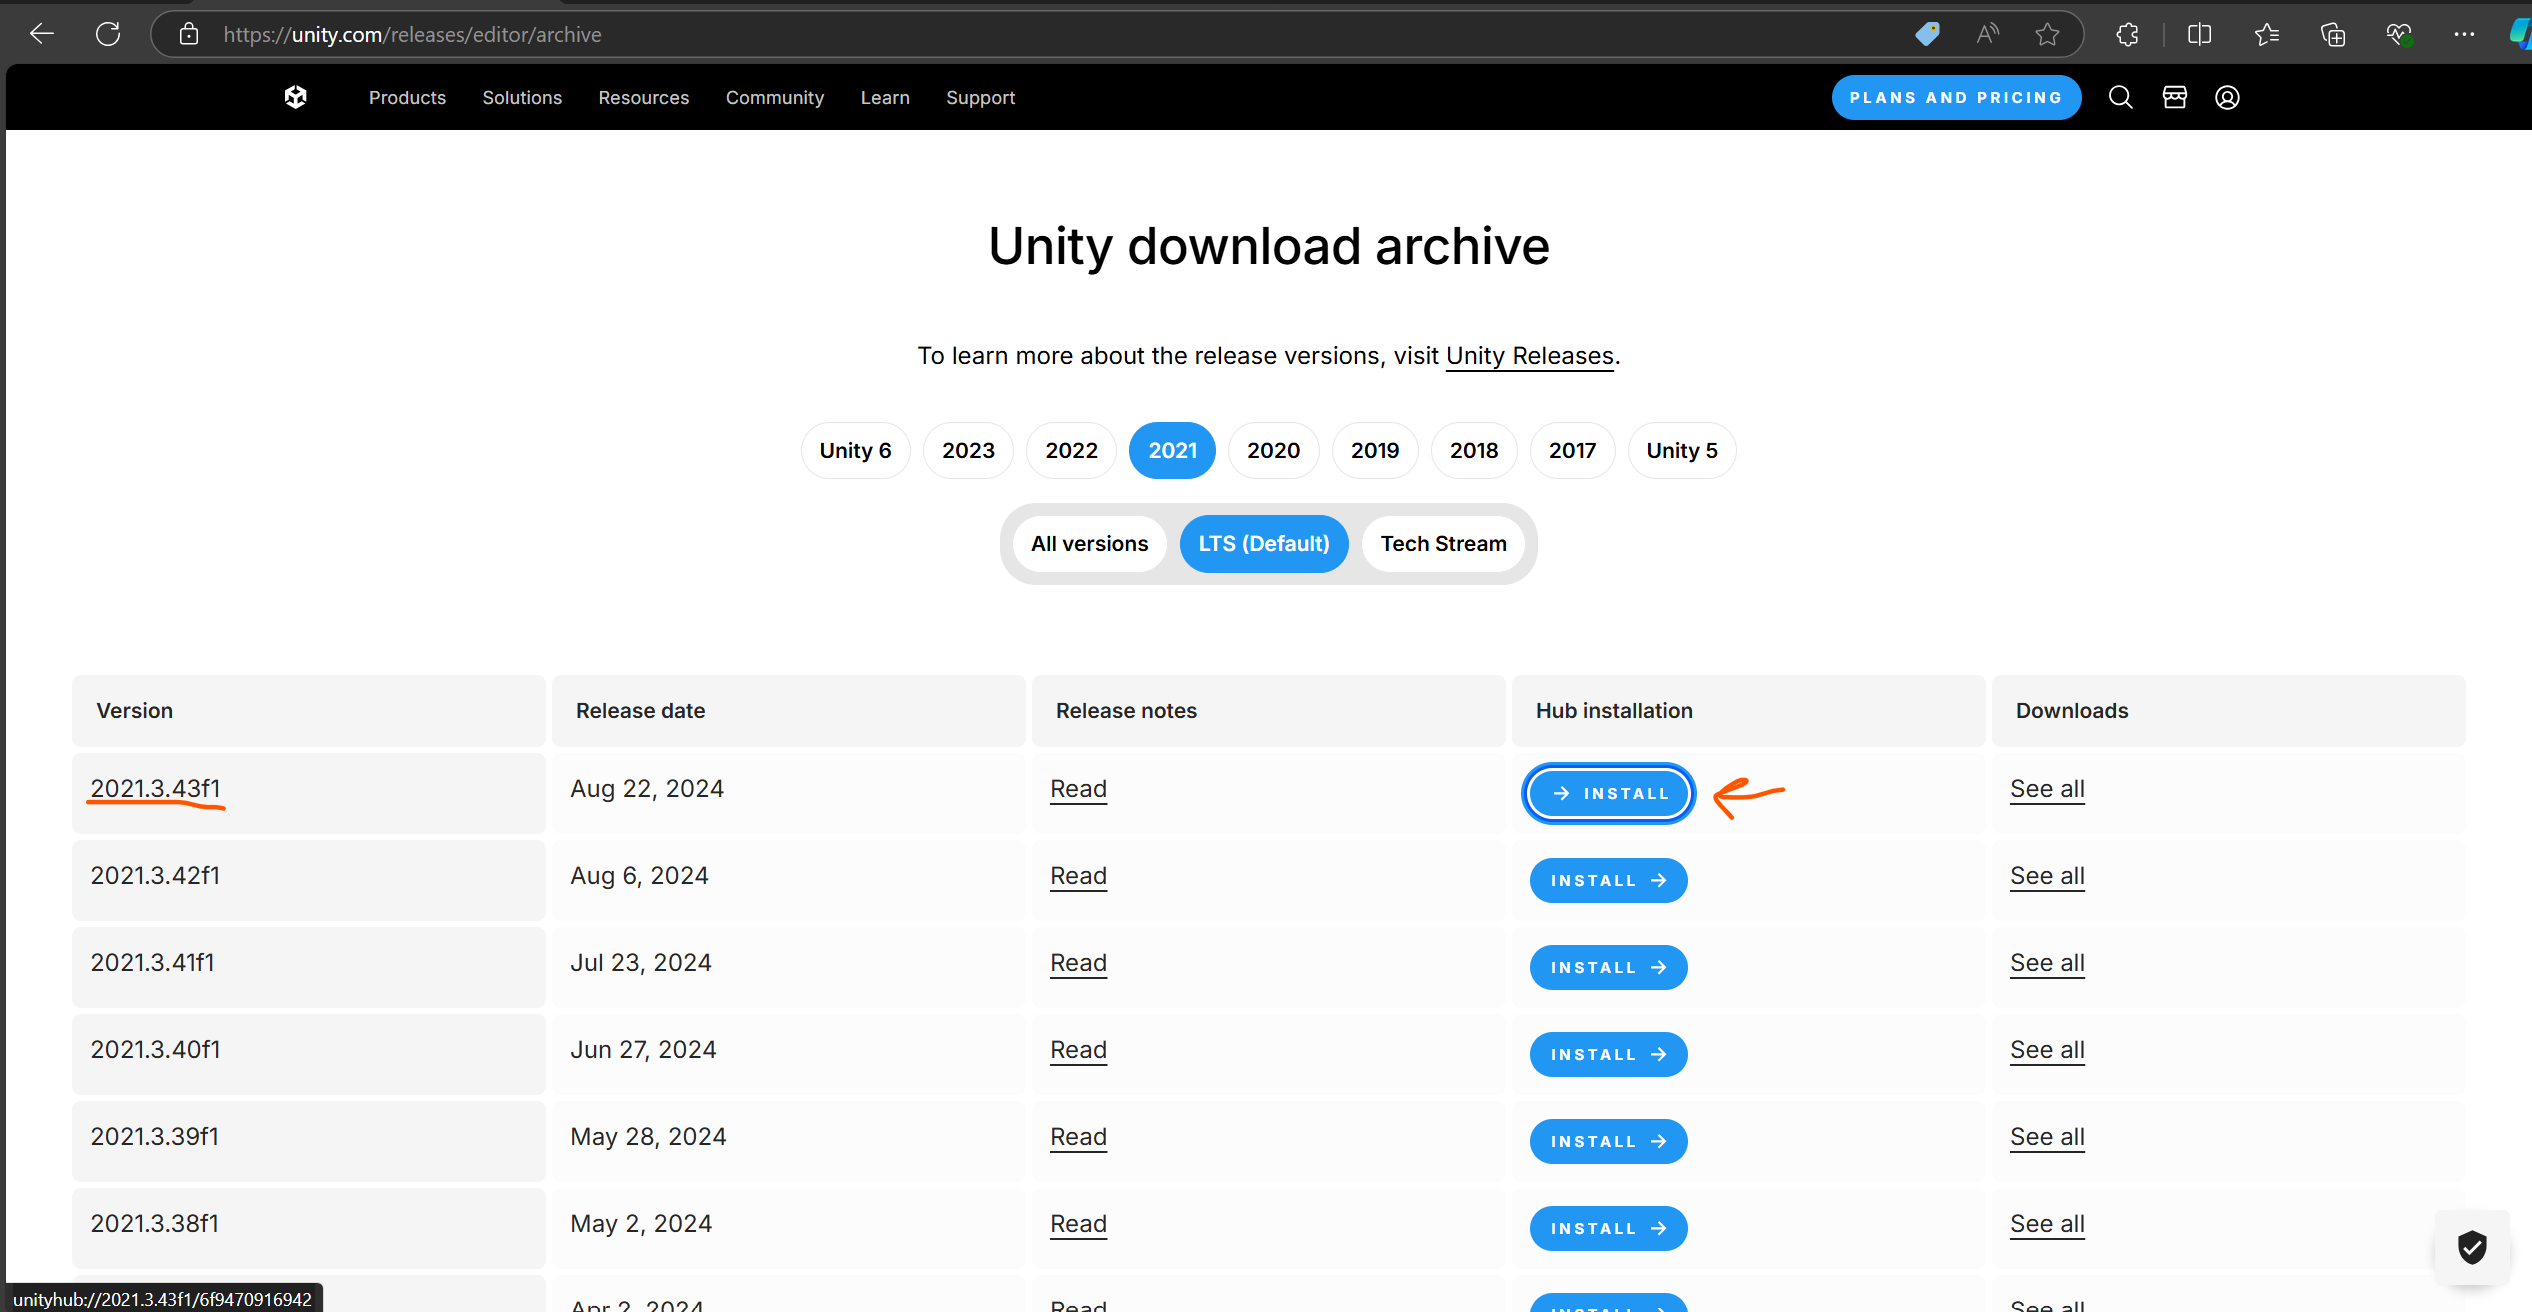 https://unity.com/releases/editor/archive
Products Solutions Resources Community Learn Support PLANS AND PRICING
Unity download archive
To learn more about the release versions, visit Unity Releases.
Unity 6 2023 2022 2021 2020 2019 2018 2017 Unity 5
All versions LTS (Default) Tech Stream
Version Release date Release notes Hub installation Downloads
2021.3.43f1 Aug 22, 2024 Read → INSTALL See all
2021.3.42f1 Aug 6, 2024 Read INSTALL → See all
2021.3.41f1 Jul 23, 2024 Read INSTALL → See all
2021.3.40f1 Jun 27, 2024 Read INSTALL → See all
2021.3.39f1 May 28, 2024 Read INSTALL → See all
2021.3.38f1 May 2, 2024 Read INSTALL → See all
Apr 2, 2024 Read INSTALL → See all
unityhub://2021.3.43f1/6f9470916942